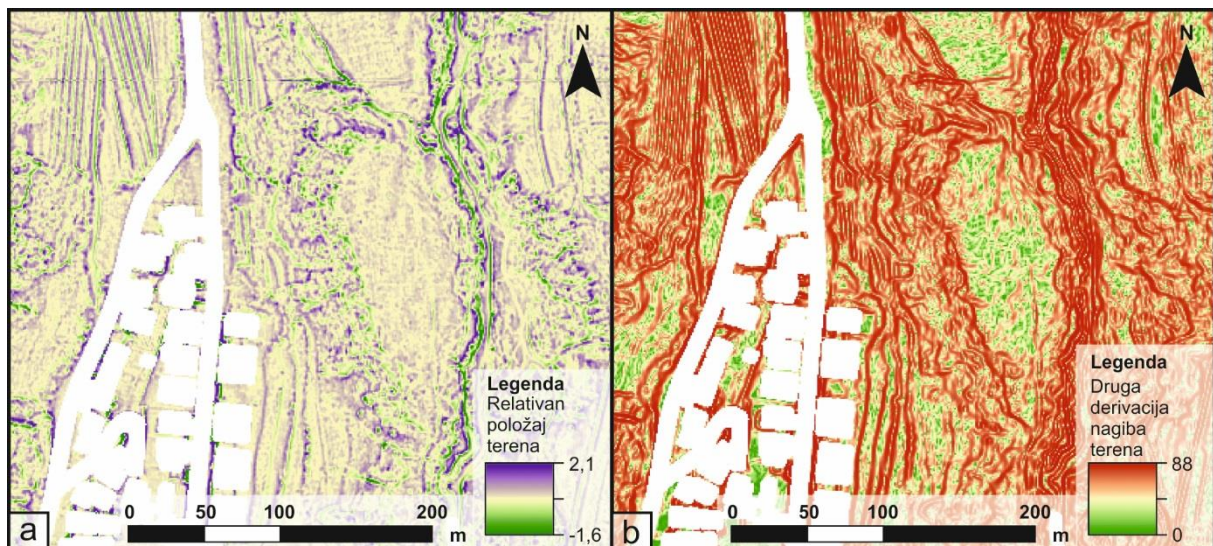 N
Legenda
Relativan
položaj
terena
2,1
-1,6
0 50 100 200
m
a
N
Legenda
Druga
derivacija
nagiba
terena
88
0
0 50 100 200
m
b